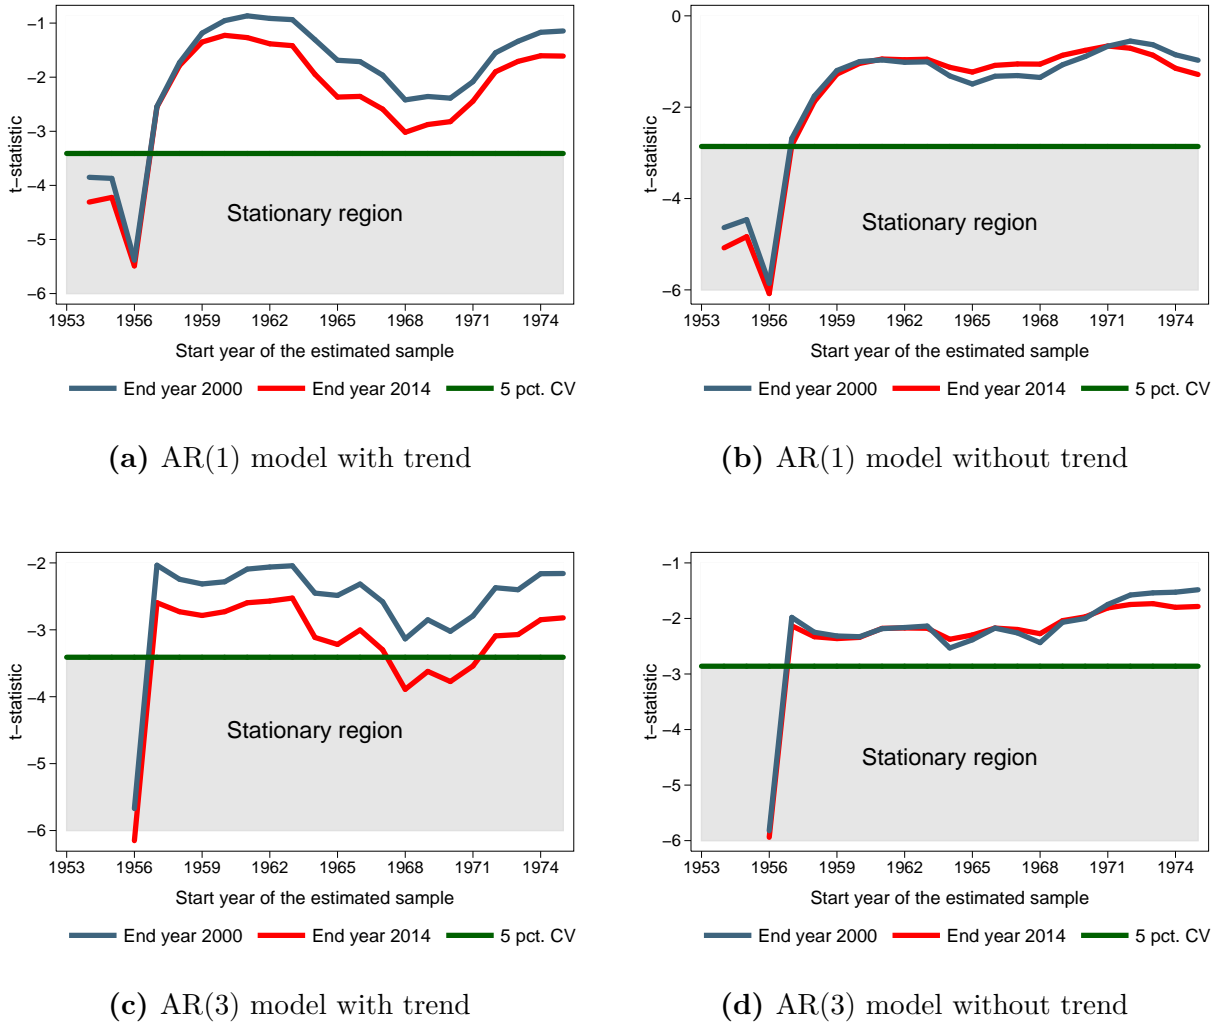 −1
−2
−3
−4
−5
−6
t−statistic
Stationary region
1953 1956 1959 1962 1965 1968 1971 1974
Start year of the estimated sample
End year 2000 End year 2014 5 pct. CV
(a) AR(1) model with trend
0
−2
−4
−6
t−statistic
Stationary region
1953 1956 1959 1962 1965 1968 1971 1974
Start year of the estimated sample
End year 2000 End year 2014 5 pct. CV
(b) AR(1) model without trend
−2
−3
−4
−5
−6
t−statistic
Stationary region
1953 1956 1959 1962 1965 1968 1971 1974
Start year of the estimated sample
End year 2000 End year 2014 5 pct. CV
(c) AR(3) model with trend
−1
−2
−3
−4
−5
−6
t−statistic
Stationary region
1953 1956 1959 1962 1965 1968 1971 1974
Start year of the estimated sample
End year 2000 End year 2014 5 pct. CV
(d) AR(3) model without trend